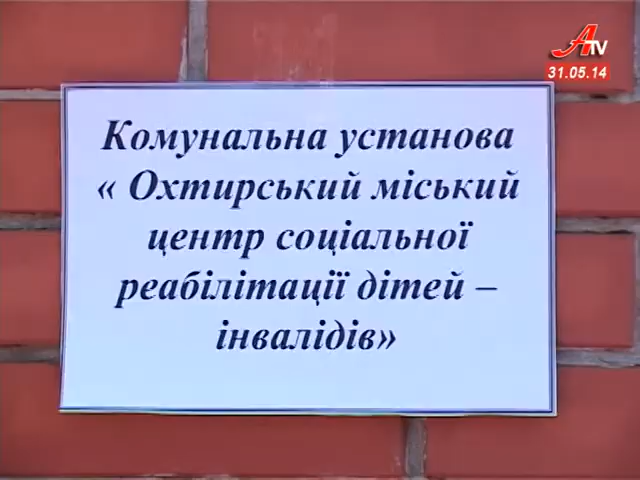 ATV
31.05.14
Комунальна установа
« Охтирський міський
центр соціальної
реабілітації дітей –
інвалідів»